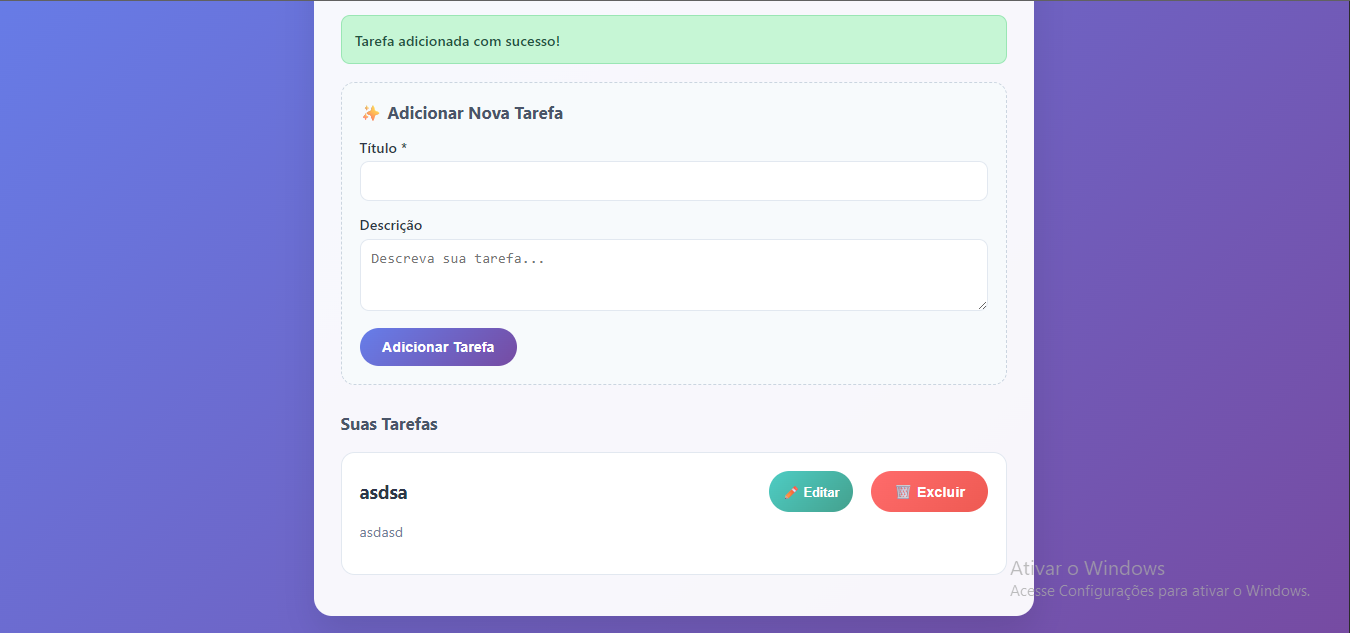 Tarefa adicionada com sucesso!
✨ Adicionar Nova Tarefa
Título *
Descrição
Descreva sua tarefa...
Adicionar Tarefa
Suas Tarefas
asdsa
Editar
Excluir
asdasd
Ativar o Windows
Acesse Configurações para ativar o Windows.